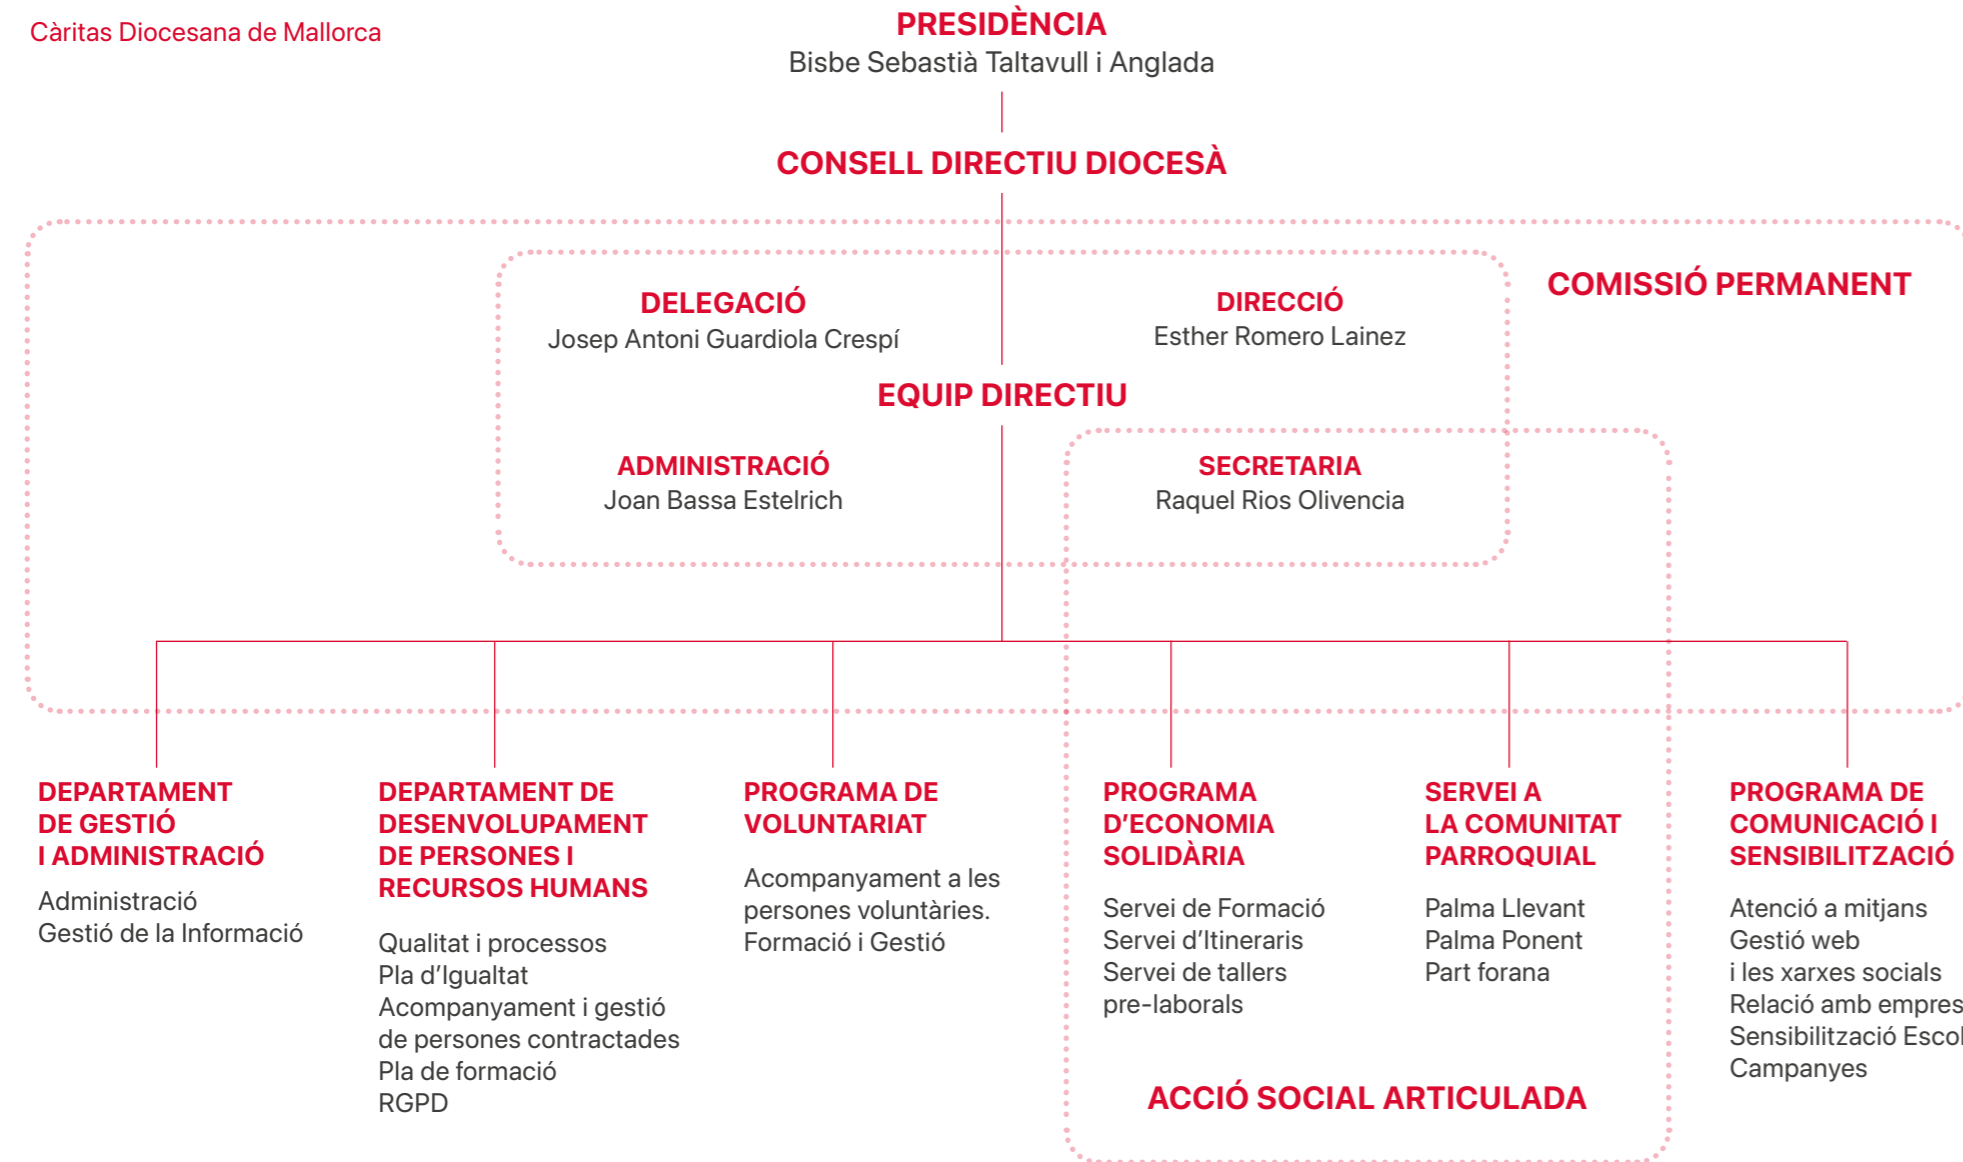 Càritas Diocesana de Mallorca
PRESIDÈNCIA
Bisbe Sebastià Taltavull i Anglada
CONSELL DIRECTIU DIOCESÀ
COMISSIÓ PERMANENT
DELEGACIÓ
Josep Antoni Guardiola Crespí
DIRECCIÓ
Esther Romero Lainez
EQUIP DIRECTIU
ADMINISTRACIÓ
Joan Bassa Estelrich
SECRETARIA
Raquel Rios Olivencia
DEPARTAMENT
DE GESTIÓ
I ADMINISTRACIÓ
Administració
Gestió de la Informació
DEPARTAMENT DE
DESENVOLUPAMENT
DE PERSONES I
RECURSOS HUMANS
Qualitat i processos
Pla d’Igualtat
Acompanyament i gestió
de persones contractades
Pla de formació
RGPD
PROGRAMA DE
VOLUNTARIAT
Acompanyament a les
persones voluntàries.
Formació i Gestió
PROGRAMA
D’ECONOMIA
SOLIDÀRIA
Servei de Formació
Servei d’Itineraris
Servei de tallers
pre-laborals
SERVEI A
LA COMUNITAT
PARROQUIAL
Palma Llevant
Palma Ponent
Part forana
ACCIÓ SOCIAL ARTICULADA
PROGRAMA DE
COMUNICACIÓ I
SENSIBILITZACIÓ
Atenció a mitjans
Gestió web
i les xarxes socials
Relació amb
Sensibilització
Campanyes